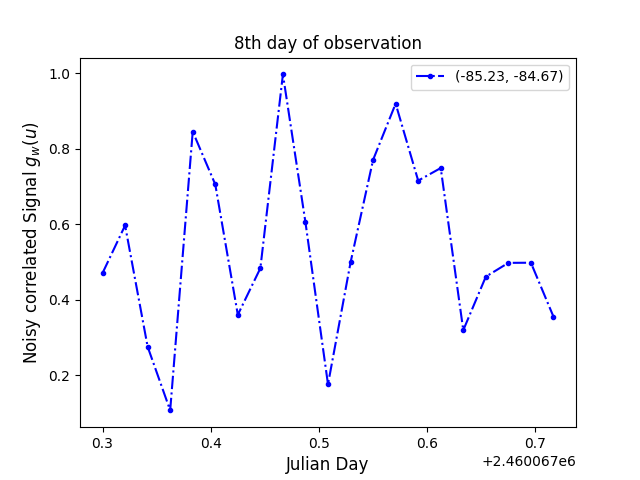 8th day of observation
(-85.23, -84.67)
Noisy correlated Signal g_w(u)
1.0
0.8
0.6
0.4
0.2
0.3 0.4 0.5 0.6 0.7
+2.460067e6
Julian Day